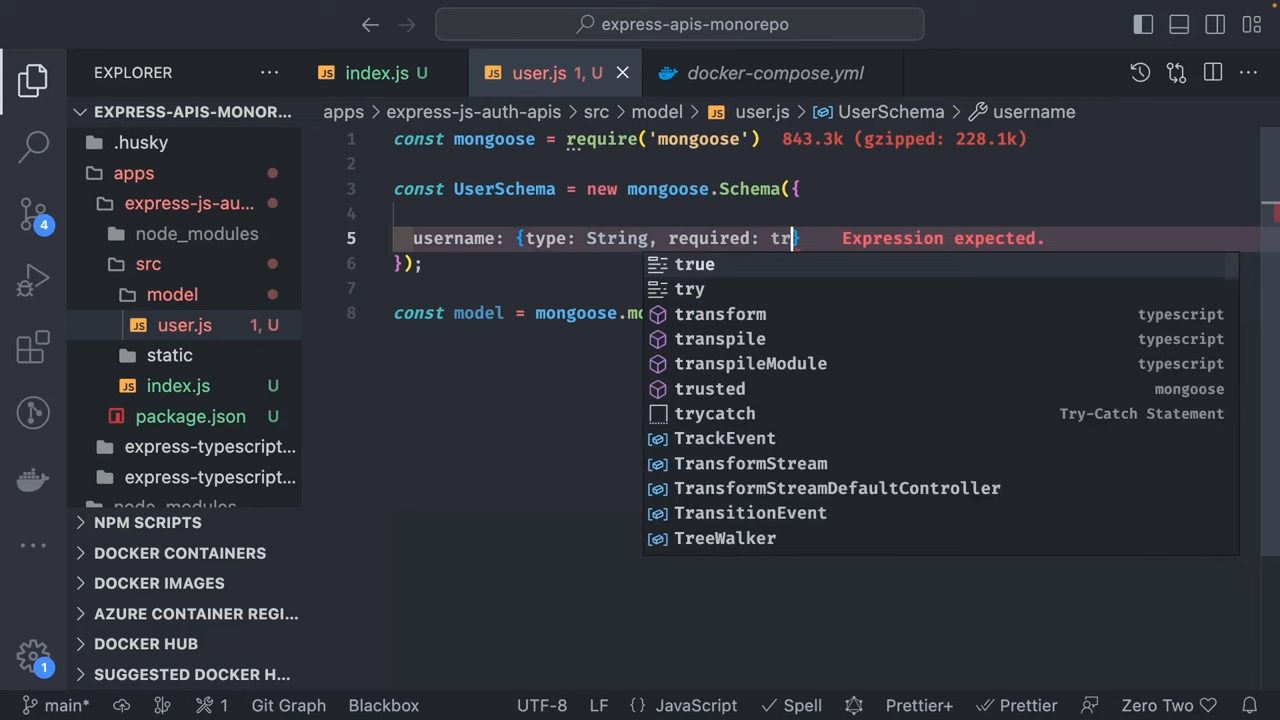 express-apis-monorepo
EXPLORER
index.js U
user.js 1, U
docker-compose.yml
EXPRESS-APIS-MONOR...
apps > express-js-auth-apis > src > model > user.js > UserSchema > username
.husky
apps
express-js-au...
node_modules
src
model
user.js 1, U
static
index.js U
package.json U
express-typescript...
express-typescript...
node_modules
NPM SCRIPTS
DOCKER CONTAINERS
DOCKER IMAGES
AZURE CONTAINER REGI...
DOCKER HUB
SUGGESTED DOCKER H...
4
1
1 const mongoose = require('mongoose') 843.3k (gzipped: 228.1k)
2
3 const UserSchema = new mongoose.Schema({
4
5 username: {type: String, required: tr} Expression expected.
6 });
7
8 const model = mongoose.mo
true
try
transform typescript
transpile typescript
transpileModule typescript
trusted mongoose
trycatch Try-Catch Statement
TrackEvent
TransformStream
TransformStreamDefaultController
TransitionEvent
TreeWalker
main* 1 Git Graph Blackbox UTF-8 LF {} JavaScript Spell Prettier+ Prettier Zero Two